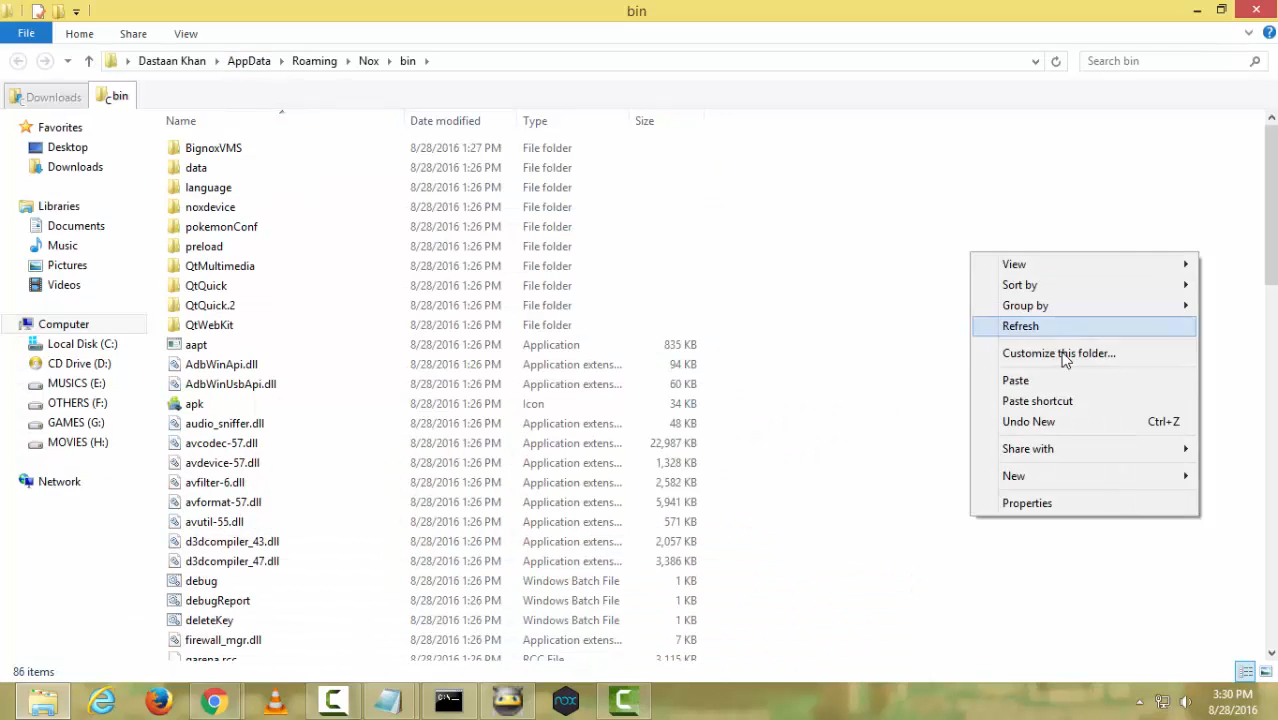 bin
File Home Share View
Dastaan Khan AppData Roaming Nox bin Search bin
Downloads bin
Name Date modified Type Size
Favorites
Desktop
Downloads
Libraries
Documents
Music
Pictures
Videos
Computer
Local Disk (C:)
CD Drive (D:)
MUSICS (E:)
OTHERS (F:)
GAMES (G:)
MOVIES (H:)
Network
BignoxVMS 8/28/2016 1:27 PM File folder
data 8/28/2016 1:26 PM File folder
language 8/28/2016 1:26 PM File folder
noxdevice 8/28/2016 1:26 PM File folder
pokemonConf 8/28/2016 1:26 PM File folder
preload 8/28/2016 1:26 PM File folder
QtMultimedia 8/28/2016 1:26 PM File folder
QtQuick 8/28/2016 1:26 PM File folder
QtQuick.2 8/28/2016 1:26 PM File folder
QtWebKit 8/28/2016 1:26 PM File folder
aapt 8/28/2016 1:26 PM Application 835 KB
AdbWinApi.dll 8/28/2016 1:26 PM Application extens... 94 KB
AdbWinUsbApi.dll 8/28/2016 1:26 PM Application extens... 60 KB
apk 8/28/2016 1:26 PM Icon 34 KB
audio_sniffer.dll 8/28/2016 1:26 PM Application extens... 48 KB
avcodec-57.dll 8/28/2016 1:26 PM Application extens... 22,987 KB
avdevice-57.dll 8/28/2016 1:26 PM Application extens... 1,328 KB
avfilter-6.dll 8/28/2016 1:26 PM Application extens... 2,582 KB
avformat-57.dll 8/28/2016 1:26 PM Application extens... 5,941 KB
avutil-55.dll 8/28/2016 1:26 PM Application extens... 571 KB
d3dcompiler_43.dll 8/28/2016 1:26 PM Application extens... 2,057 KB
d3dcompiler_47.dll 8/28/2016 1:26 PM Application extens... 3,386 KB
debug 8/28/2016 1:26 PM Windows Batch File 1 KB
debugReport 8/28/2016 1:26 PM Windows Batch File 1 KB
deleteKey 8/28/2016 1:26 PM Windows Batch File 1 KB
firewall_mgr.dll 8/28/2016 1:26 PM Application extens... 7 KB
garena.rcc 8/28/2016 1:26 PM RCC File 3,115 KB
View
Sort by
Group by
Refresh
Customize this folder...
Paste
Paste shortcut
Undo New Ctrl+Z
Share with
New
Properties
86 items
nox
3:30 PM
8/28/2016